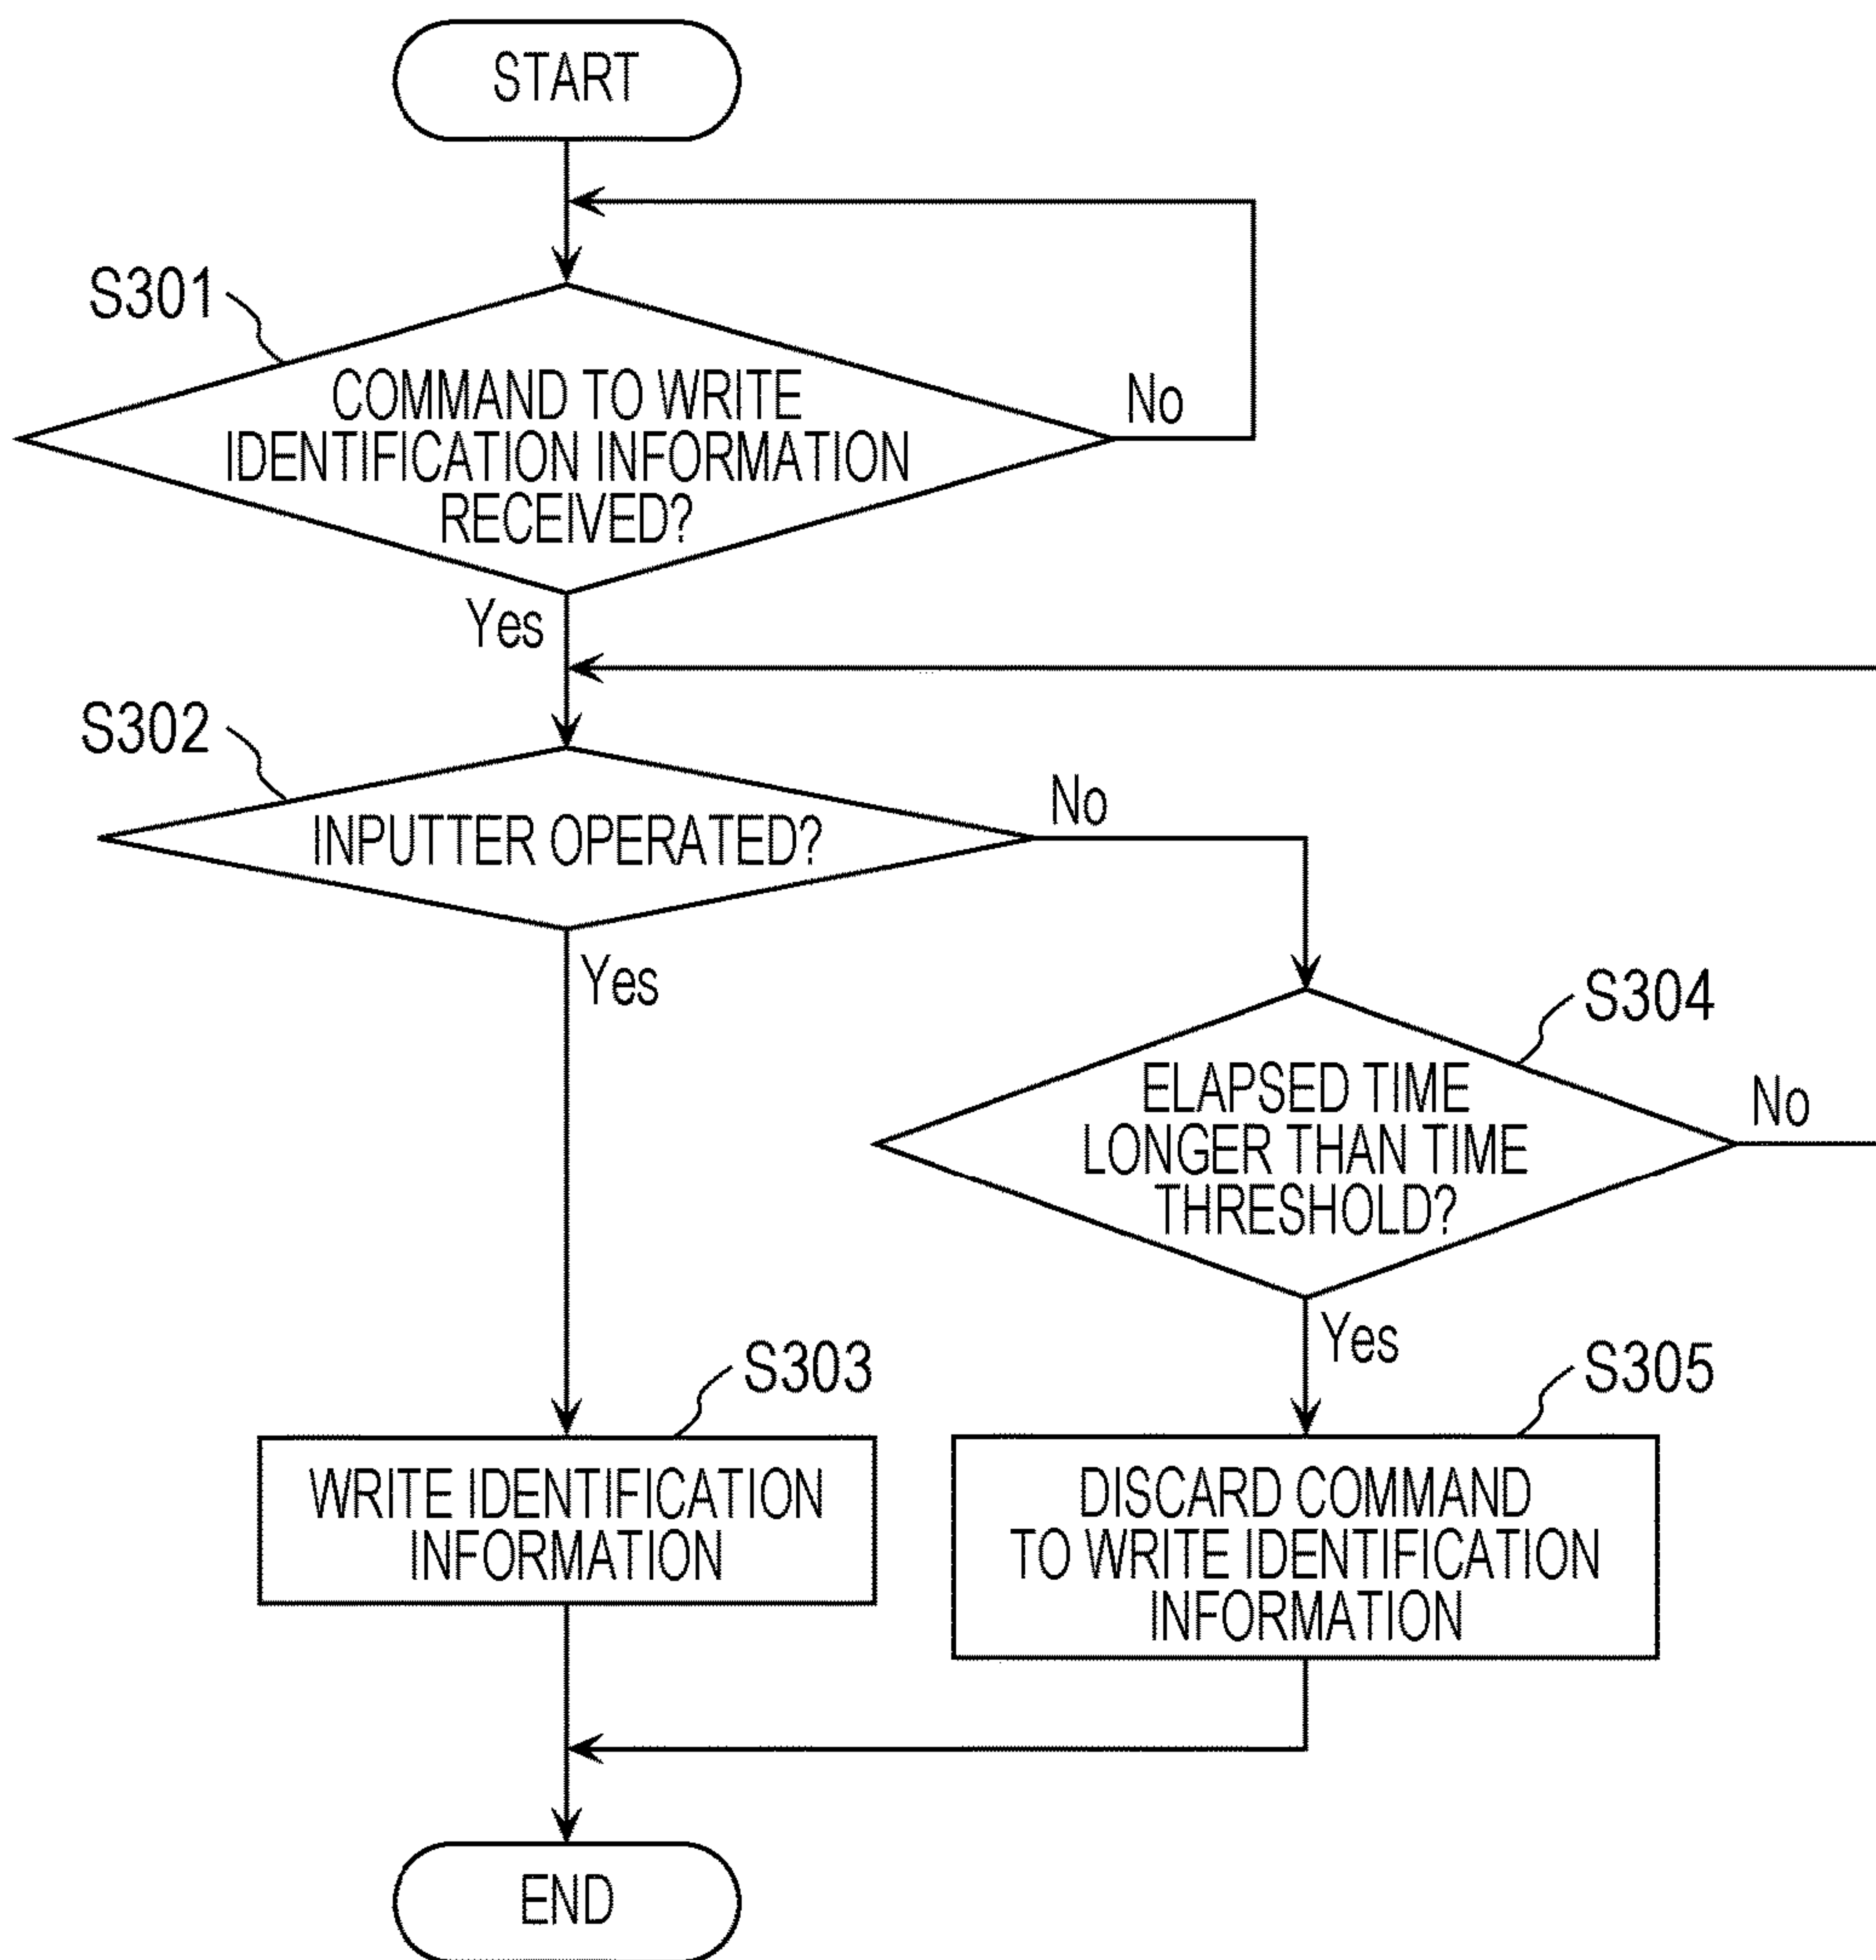 START
S301
COMMAND TO WRITE
IDENTIFICATION INFORMATION
RECEIVED?
No
Yes
S302
INPUTTER OPERATED?
No
Yes
S304
ELAPSED TIME
LONGER THAN TIME
THRESHOLD?
No
Yes
S303
WRITE IDENTIFICATION
INFORMATION
S305
DISCARD COMMAND
TO WRITE IDENTIFICATION
INFORMATION
END